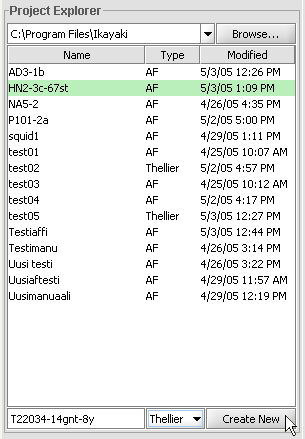 Project Explorer
C:\Program Files\Ikayaki Browse...
Name Type Modified
AD3-1b AF 5/3/05 12:26 PM
HN2-3c-67st AF 5/3/05 1:09 PM
NA5-2 AF 4/26/05 4:35 PM
P101-2a AF 5/2/05 5:00 PM
squid1 AF 4/29/05 1:11 PM
test01 AF 4/25/05 10:07 AM
test02 Thellier 5/2/05 4:57 PM
test03 AF 4/25/05 10:12 AM
test04 AF 5/2/05 4:17 PM
test05 Thellier 5/3/05 12:27 PM
Testiaffi AF 5/3/05 12:44 PM
Testimanu AF 4/26/05 3:14 PM
Uusi testi AF 4/26/05 3:22 PM
Uusiaftesti AF 4/29/05 11:57 AM
Uusimanuaali AF 4/29/05 12:19 PM
T22034-14gnt-8y Thellier Create New